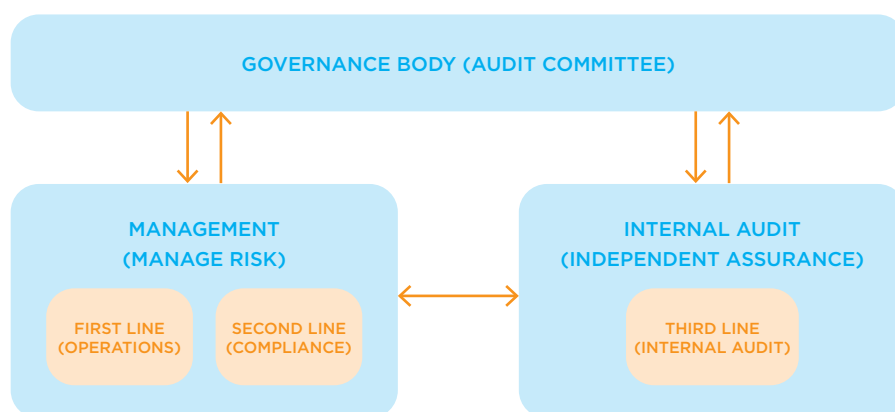 GOVERNANCE BODY (AUDIT COMMITTEE)
MANAGEMENT
(MANAGE RISK)
FIRST LINE
(OPERATIONS)
SECOND LINE
(COMPLIANCE)
INTERNAL AUDIT
(INDEPENDENT ASSURANCE)
THIRD LINE
(INTERNAL AUDIT)